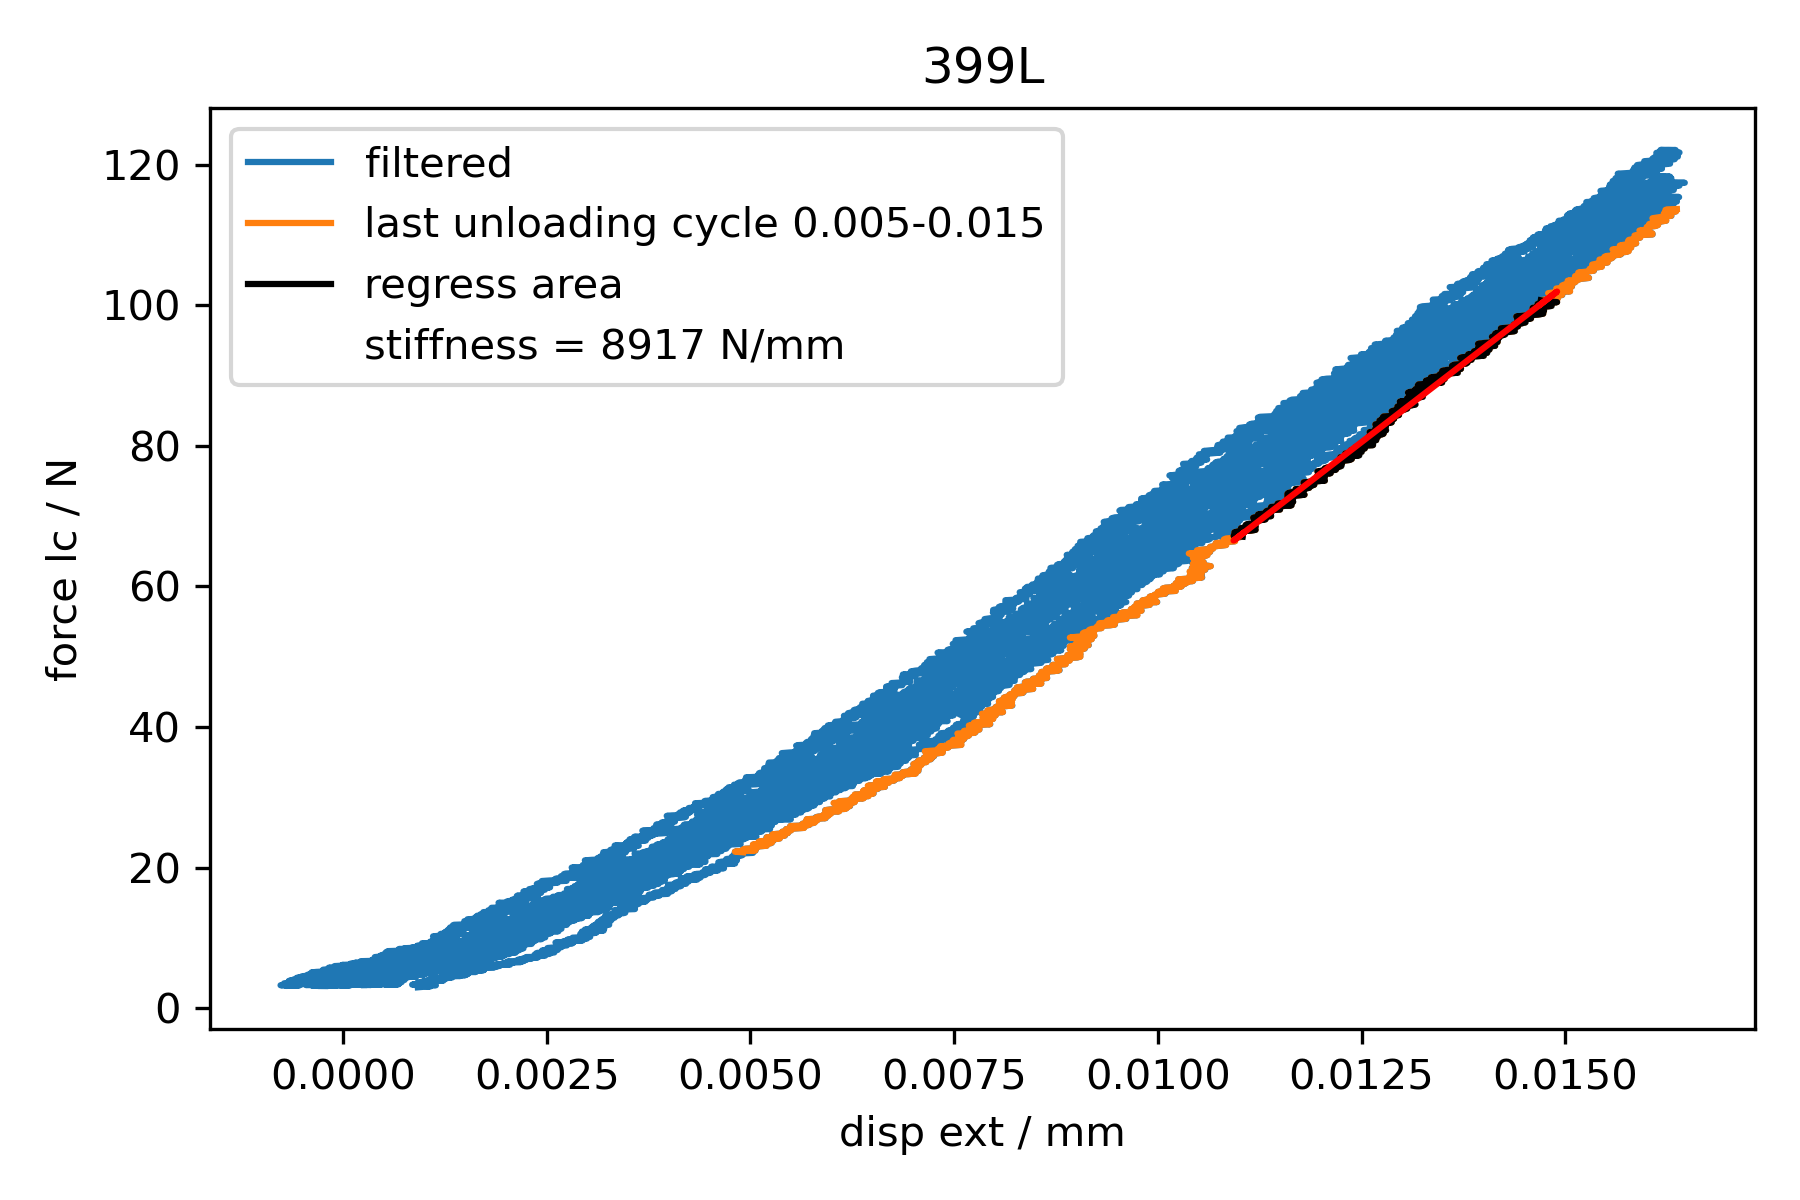 399L
filtered
last unloading cycle 0.005-0.015
regress area
stiffness = 8917 N/mm
120
100
80
60
40
20
0
force lc / N
0.0000 0.0025 0.0050 0.0075 0.0100 0.0125 0.0150
disp ext / mm